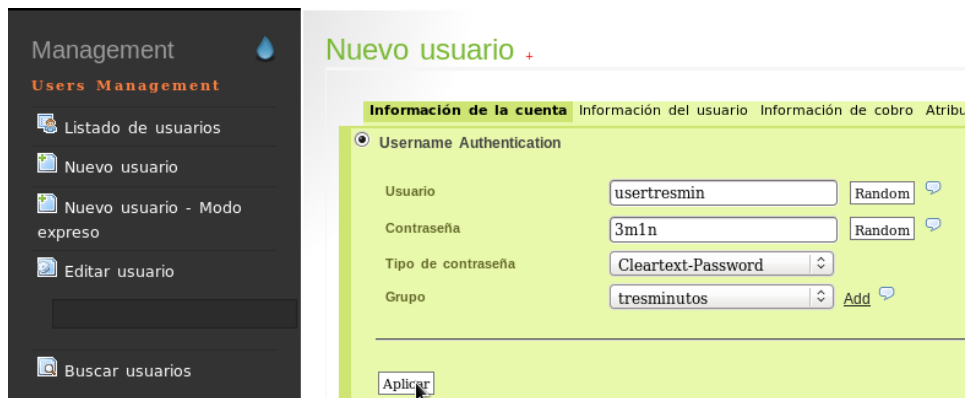 Management
Users Management
Listado de usuarios
Nuevo usuario
Nuevo usuario - Modo
expreso
Editar usuario
Buscar usuarios
Nuevo usuario +
Información de la cuenta Información del usuario Información de cobro Atribu
Username Authentication
Usuario usertresmin Random
Contraseña 3m1n Random
Tipo de contraseña Cleartext-Password
Grupo tresminutos Add
Aplicar